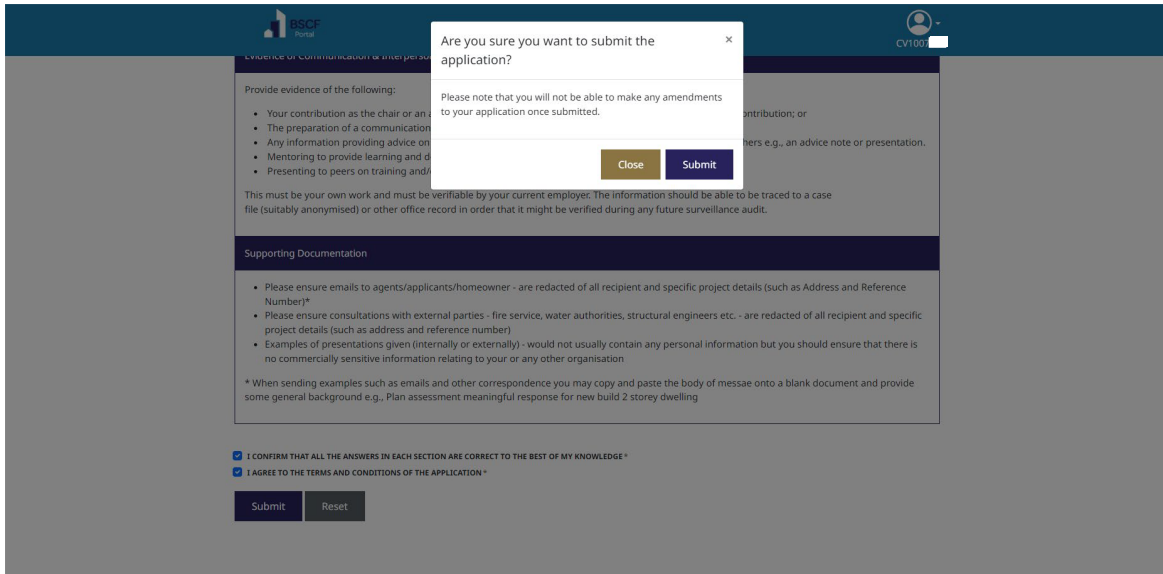 BSCF
Portal
CV1007
Are you sure you want to submit the
application?
×
Please note that you will not be able to make any amendments
to your application once submitted.
Close
Submit
Evidence of Communication & Interperso
Provide evidence of the following:
• Your contribution as the chair or an a
ontribution; or
• The preparation of a communication
• Any information providing advice on
hers e.g., an advice note or presentation.
• Mentoring to provide learning and d
• Presenting to peers on training and/
This must be your own work and must be verifiable by your current employer. The information should be able to be traced to a case
file (suitably anonymised) or other office record in order that it might be verified during any future surveillance audit.
Supporting Documentation
• Please ensure emails to agents/applicants/homeowner - are redacted of all recipient and specific project details (such as Address and Reference
Number)*
• Please ensure consultations with external parties - fire service, water authorities, structural engineers etc. - are redacted of all recipient and specific
project details (such as address and reference number)
• Examples of presentations given (internally or externally) - would not usually contain any personal information but you should ensure that there is
no commercially sensitive information relating to your or any other organisation
* When sending examples such as emails and other correspondence you may copy and paste the body of messae onto a blank document and provide
some general background e.g., Plan assessment meaningful response for new build 2 storey dwelling
I CONFIRM THAT ALL THE ANSWERS IN EACH SECTION ARE CORRECT TO THE BEST OF MY KNOWLEDGE *
I AGREE TO THE TERMS AND CONDITIONS OF THE APPLICATION *
Submit
Reset